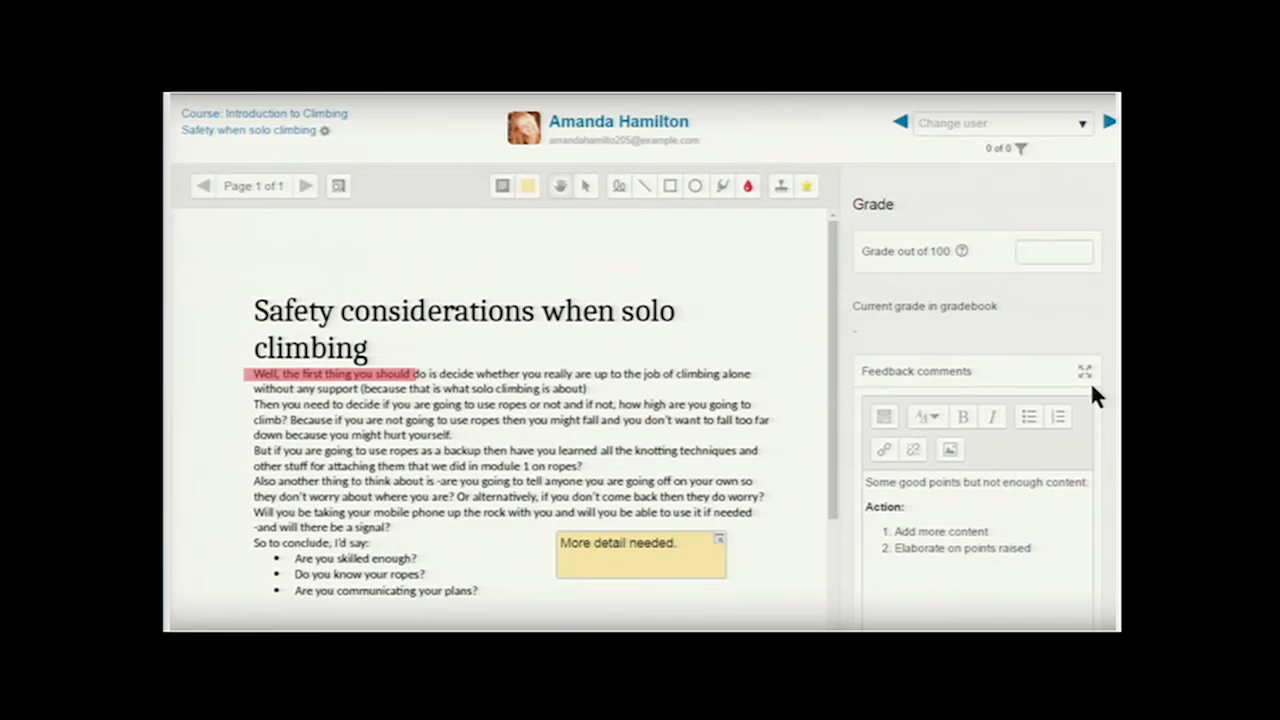 Course: Introduction to Climbing
Safety when solo climbing
Amanda Hamilton
amandahamilto205@example.com
Change user
0 of 0
Page 1 of 1
Safety considerations when solo
climbing
Well, the first thing you should do is decide whether you really are up to the job of climbing alone
without any support (because that is what solo climbing is about)
Then you need to decide if you are going to use ropes or not and if not, how high are you going to
climb? Because if you are not going to use ropes then you might fall and you don't want to fall too far
down because you might hurt yourself.
But if you are going to use ropes as a backup then have you learned all the knotting techniques and
other stuff for attaching them that we did in module 1 on ropes?
Also another thing to think about is -are you going to tell anyone you are going off on your own so
they don't worry about where you are? Or alternatively, if you don't come back then they do worry?
Will you be taking your mobile phone up the rock with you and will you be able to use it if needed
-and will there be a signal?
So to conclude, I'd say:
• Are you skilled enough?
• Do you know your ropes?
• Are you communicating your plans?
More detail needed.
Grade
Grade out of 100
Current grade in gradebook
-
Feedback comments
B I
Some good points but not enough content.
Action:
1. Add more content
2. Elaborate on points raised